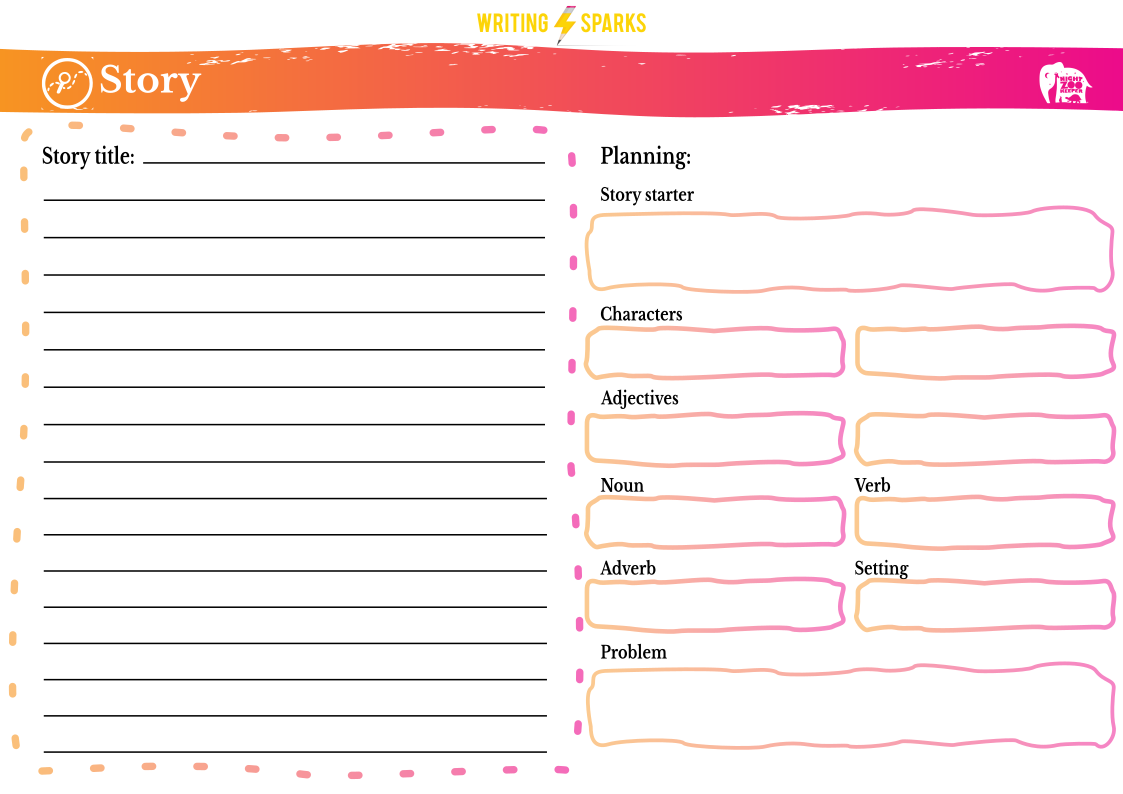 WRITING SPARKS
Story
NIGHT
ZOO
KEEPER
Story title:
Planning:
Story starter
Characters
Adjectives
Noun
Verb
Adverb
Setting
Problem